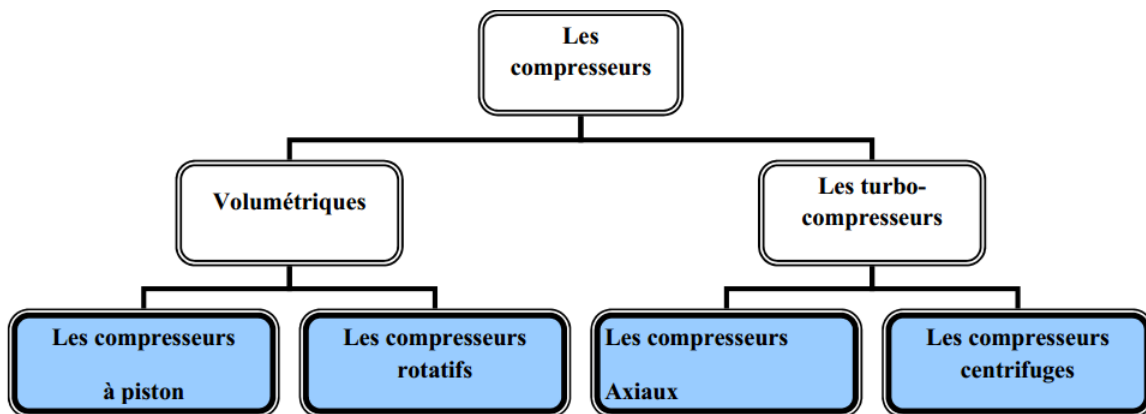 Les
compresseurs
Volumétriques
Les turbo-
compresseurs
Les compresseurs
à piston
Les compresseurs
rotatifs
Les compresseurs
Axiaux
Les compresseurs
centrifuges